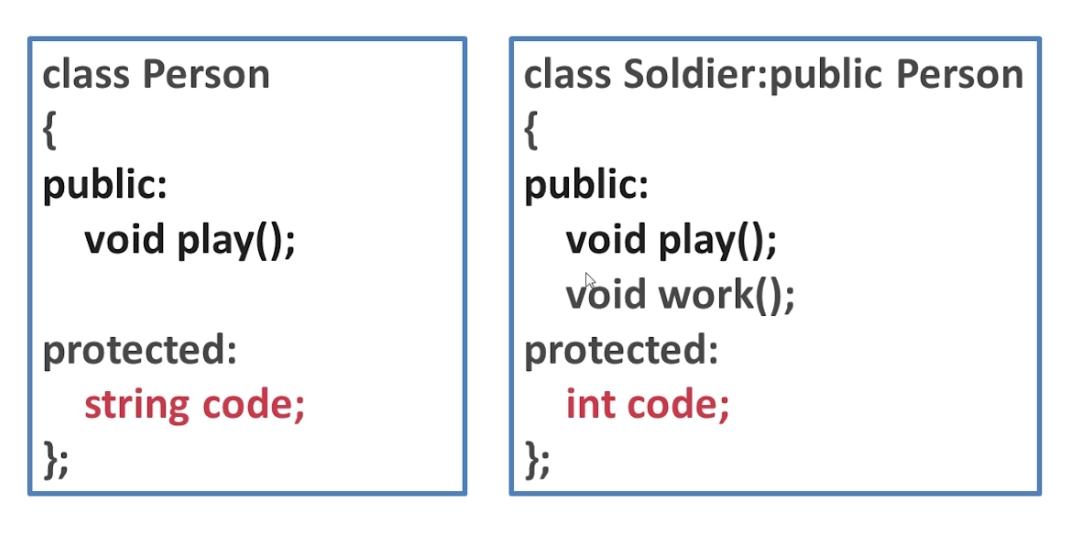 class Person
{
public:
void play();
protected:
string code;
};
class Soldier:public Person
{
public:
void play();
void work();
protected:
int code;
};